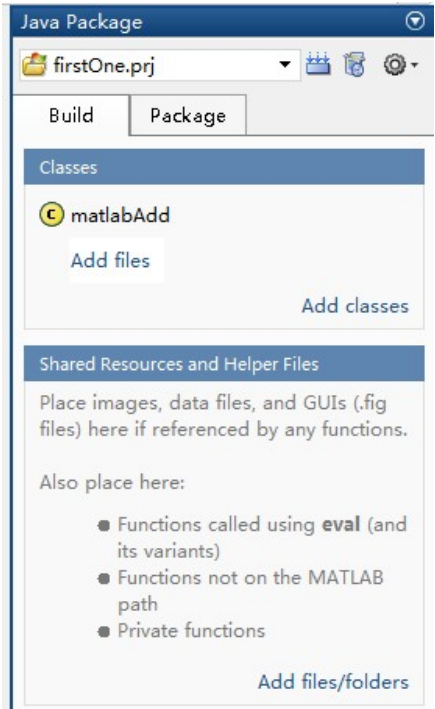 Java Package
firstOne.prj
Build Package
Classes
C matlabAdd
Add files
Add classes
Shared Resources and Helper Files
Place images, data files, and GUIs (.fig
files) here if referenced by any functions.
Also place here:
Functions called using eval (and
its variants)
Functions not on the MATLAB
path
Private functions
Add files/folders